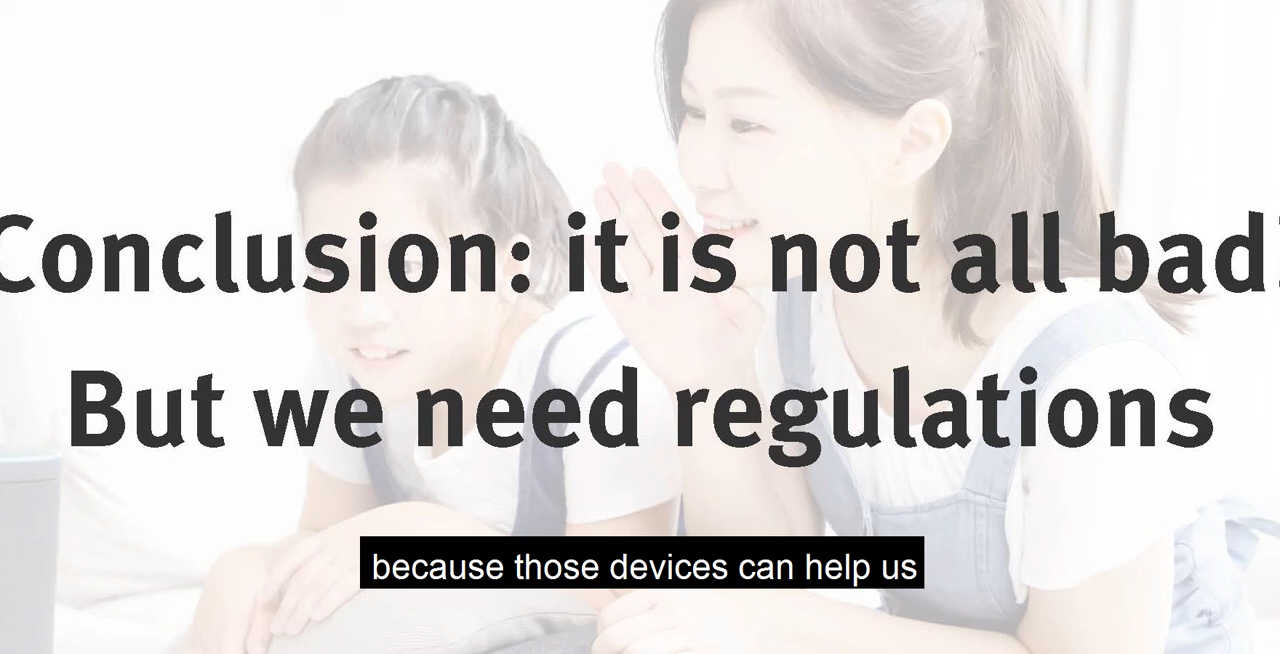 Conclusion: it is not all bad!
But we need regulations
because those devices can help us